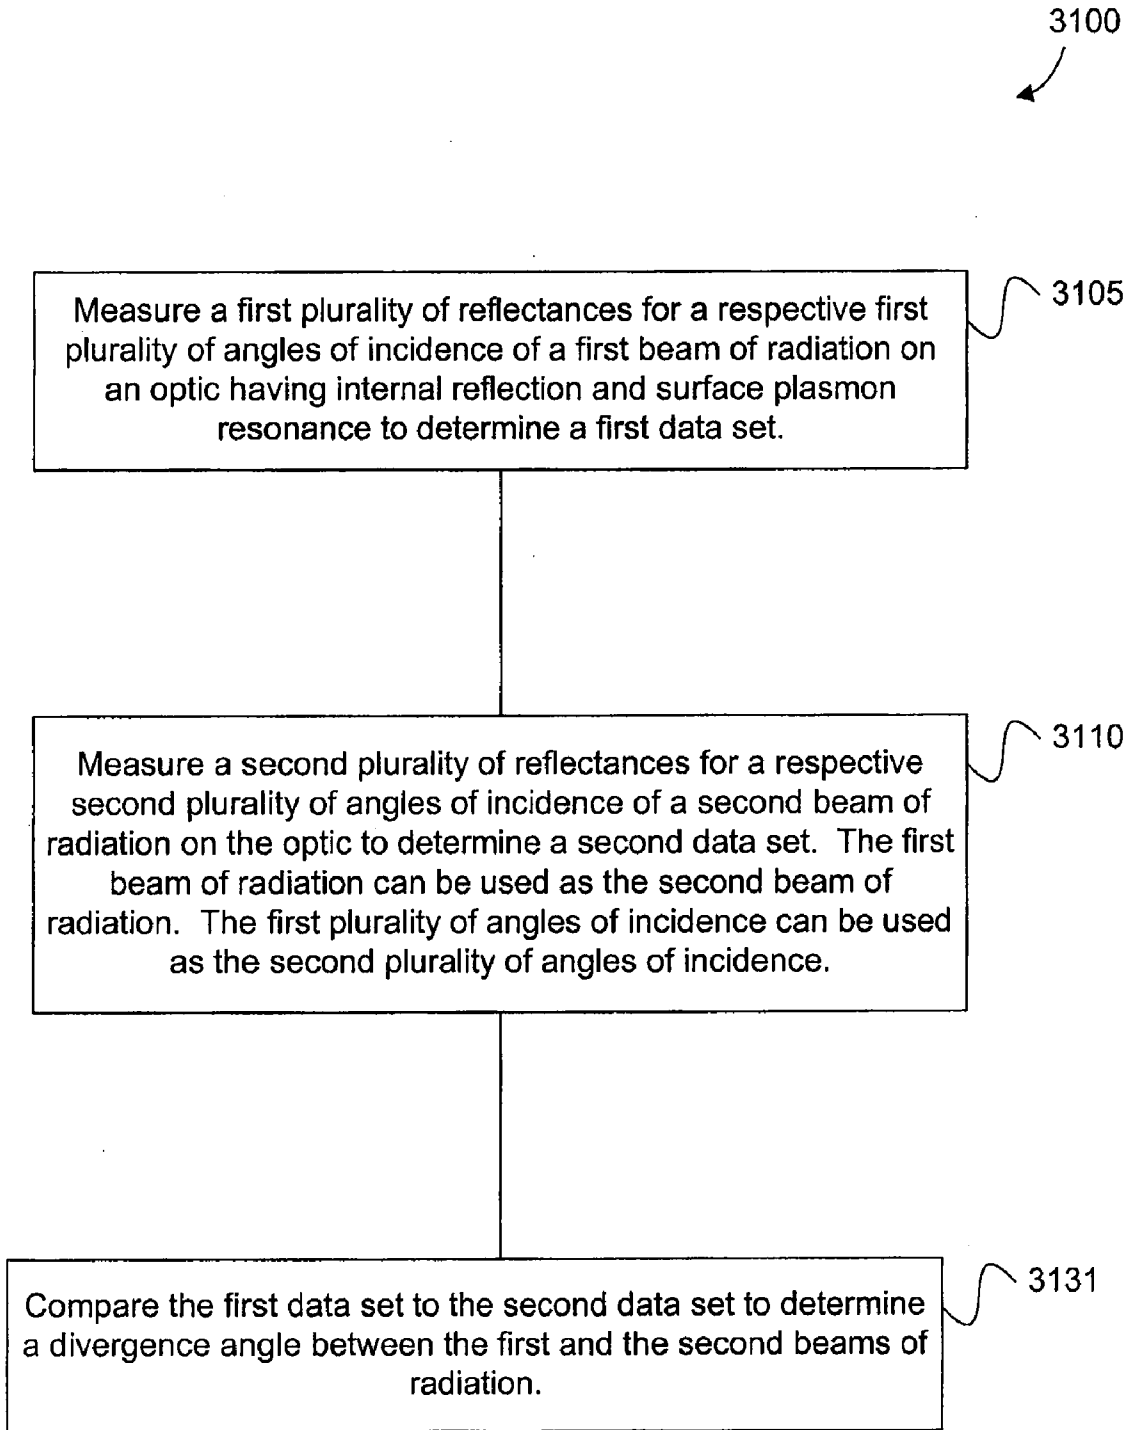 3100
Measure a first plurality of reflectances for a respective first
plurality of angles of incidence of a first beam of radiation on
an optic having internal reflection and surface plasmon
resonance to determine a first data set.
3105
Measure a second plurality of reflectances for a respective
second plurality of angles of incidence of a second beam of
radiation on the optic to determine a second data set.  The first
beam of radiation can be used as the second beam of
radiation.  The first plurality of angles of incidence can be used
as the second plurality of angles of incidence.
3110
Compare the first data set to the second data set to determine
a divergence angle between the first and the second beams of
radiation.
3131